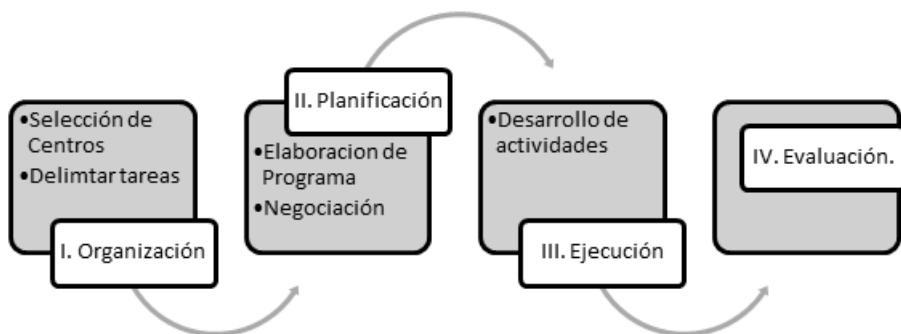 •Selección de
Centros
•Delimtar tareas
I. Organización
II. Planificación
•Elaboracion de
Programa
•Negociación
•Desarrollo de
actividades
III. Ejecución
IV. Evaluación.